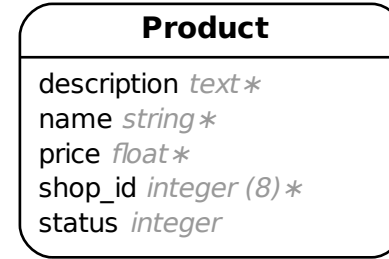 Product
description text∗
name string∗
price float∗
shop_id integer (8)∗
status integer